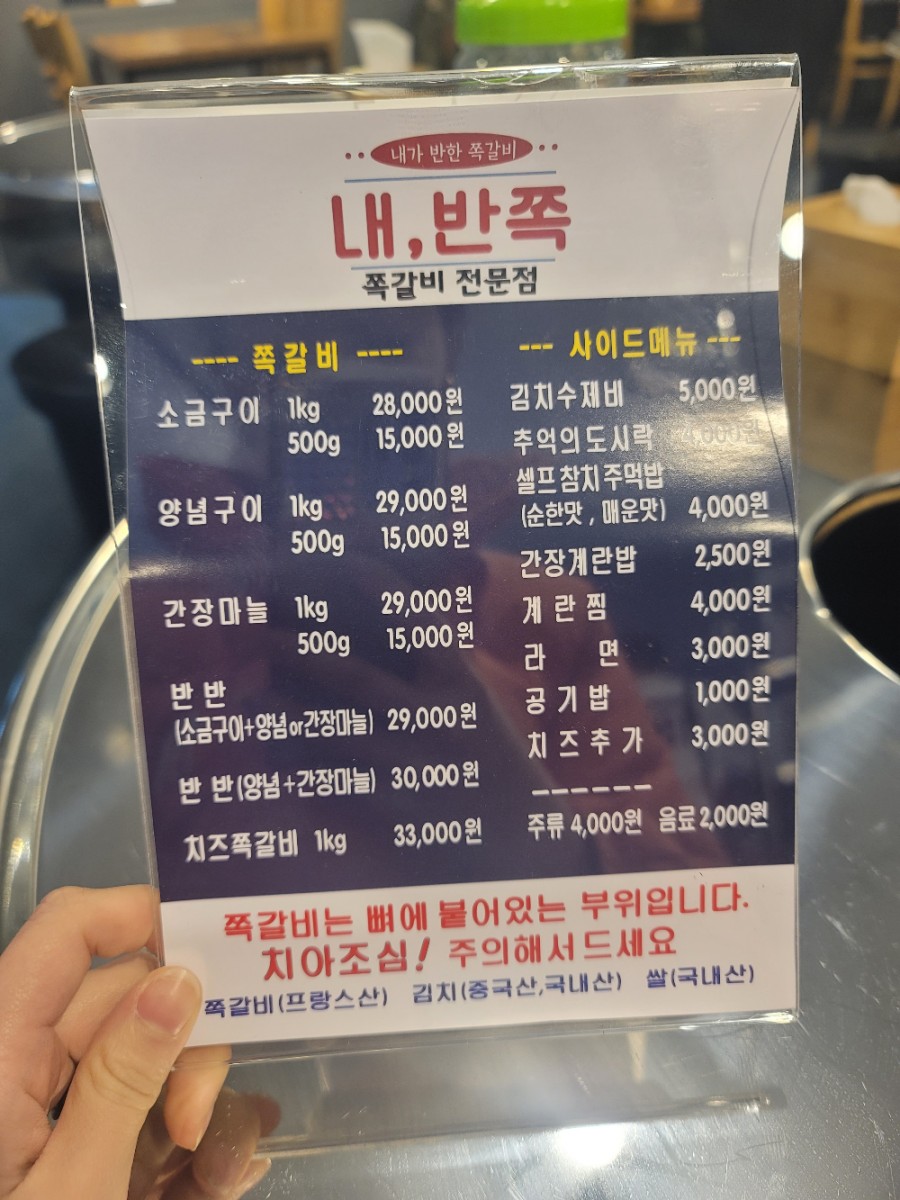 내가 반한 쪽갈비
내,반쪽
쪽갈비 전문점
---- 쪽갈비 ----
소금구이 1kg 28,000원
500g 15,000원
양념구이 1kg 29,000원
500g 15,000원
간장마늘 1kg 29,000원
500g 15,000원
반 반
(소금구이+양념or간장마늘) 29,000원
반 반(양념+간장마늘) 30,000원
치즈쪽갈비 1kg 33,000원
--- 사이드메뉴 ---
김치수제비 5,000원
추억의도시락 4,000원
셀프참치주먹밥
(순한맛 , 매운맛) 4,000원
간장계란밥 2,500원
계 란 찜 4,000원
라 면 3,000원
공 기 밥 1,000원
치 즈 추 가 3,000원
------
주류 4,000원 음료 2,000원
쪽갈비는 뼈에 붙어있는 부위입니다.
치아조심! 주의해서드세요
쪽갈비(프랑스산) 김치(중국산,국내산) 쌀(국내산)